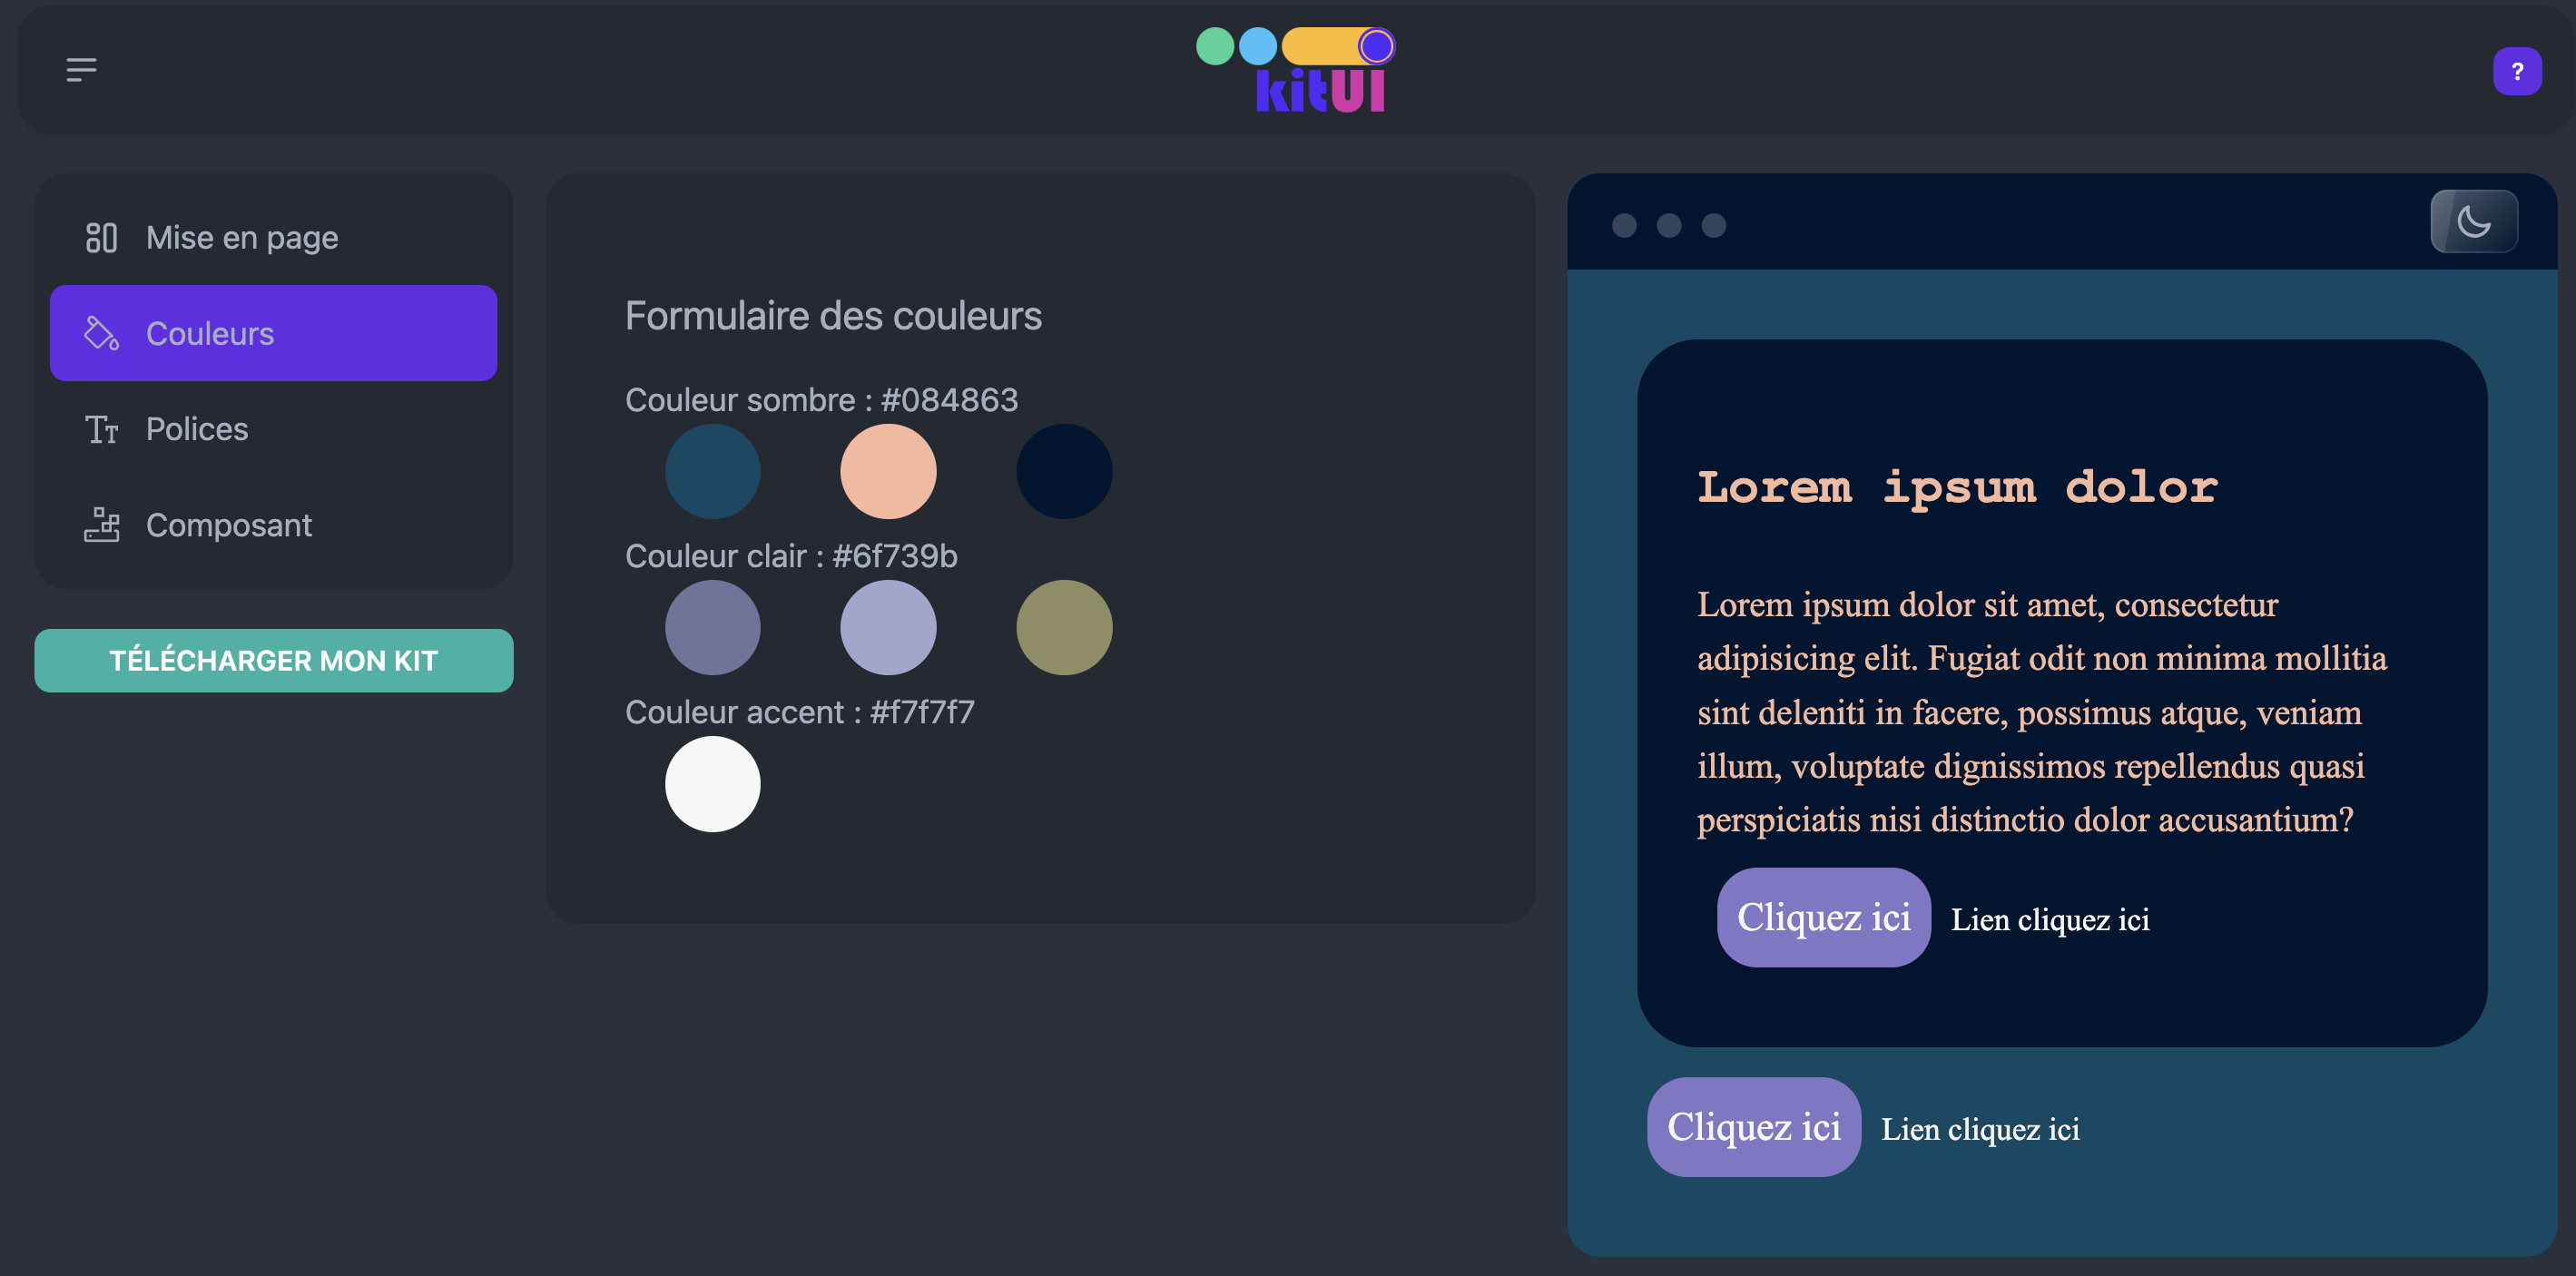 kitUI
?
Mise en page
Couleurs
Polices
Composant
TÉLÉCHARGER MON KIT
Formulaire des couleurs
Couleur sombre : #084863
Couleur clair : #6f739b
Couleur accent : #f7f7f7
Lorem ipsum dolor
Lorem ipsum dolor sit amet, consectetur
adipisicing elit. Fugiat odit non minima mollitia
sint deleniti in facere, possimus atque, veniam
illum, voluptate dignissimos repellendus quasi
perspiciatis nisi distinctio dolor accusantium?
Cliquez ici Lien cliquez ici
Cliquez ici Lien cliquez ici